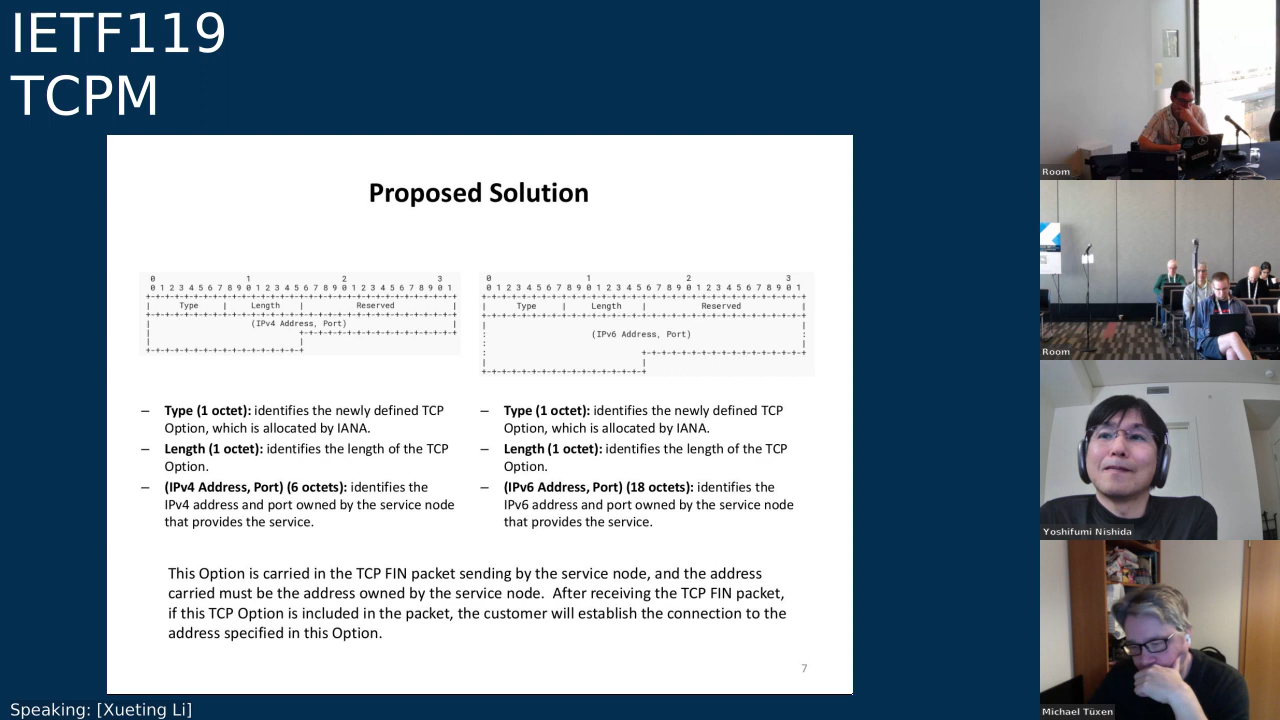 IETF119
TCPM
Proposed Solution
0 1 2 3
0 1 2 3 4 5 6 7 8 9 0 1 2 3 4 5 6 7 8 9 0 1 2 3 4 5 6 7 8 9 0 1
+-+-+-+-+-+-+-+-+-+-+-+-+-+-+-+-+-+-+-+-+-+-+-+-+-+-+-+-+-+-+-+-+
| Type | Length | Reserved |
+-+-+-+-+-+-+-+-+-+-+-+-+-+-+-+-+-+-+-+-+-+-+-+-+-+-+-+-+-+-+-+-+
| (IPv4 Address, Port) |
| +-+-+-+-+-+-+-+-+-+-+-+-+-+-+-+-+
| |
+-+-+-+-+-+-+-+-+-+-+-+-+-+-+-+-+
– Type (1 octet): identifies the newly defined TCP
Option, which is allocated by IANA.
– Length (1 octet): identifies the length of the TCP
Option.
– (IPv4 Address, Port) (6 octets): identifies the
IPv4 address and port owned by the service node
that provides the service.
0 1 2 3
0 1 2 3 4 5 6 7 8 9 0 1 2 3 4 5 6 7 8 9 0 1 2 3 4 5 6 7 8 9 0 1
+-+-+-+-+-+-+-+-+-+-+-+-+-+-+-+-+-+-+-+-+-+-+-+-+-+-+-+-+-+-+-+-+
| Type | Length | Reserved |
+-+-+-+-+-+-+-+-+-+-+-+-+-+-+-+-+-+-+-+-+-+-+-+-+-+-+-+-+-+-+-+-+
| |
: (IPv6 Address, Port) :
: |
: +-+-+-+-+-+-+-+-+-+-+-+-+-+-+-+-+
| |
+-+-+-+-+-+-+-+-+-+-+-+-+-+-+-+-+
– Type (1 octet): identifies the newly defined TCP
Option, which is allocated by IANA.
– Length (1 octet): identifies the length of the TCP
Option.
– (IPv6 Address, Port) (18 octets): identifies the
IPv6 address and port owned by the service node
that provides the service.
This Option is carried in the TCP FIN packet sending by the service node, and the address
carried must be the address owned by the service node. After receiving the TCP FIN packet,
if this TCP Option is included in the packet, the customer will establish the connection to the
address specified in this Option.
7
Speaking: [Xueting Li]
Room
Room
Yoshifumi Nishida
Michael Tüxen